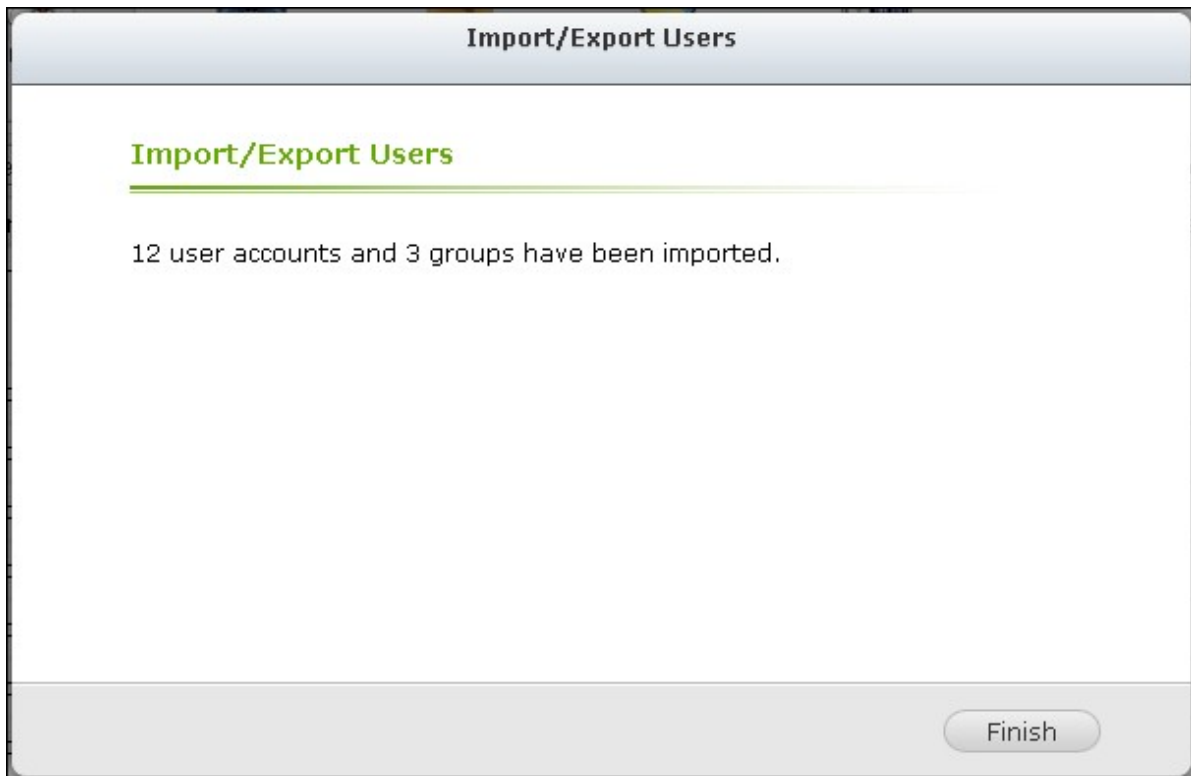 Import/Export Users
Import/Export Users
12 user accounts and 3 groups have been imported.
Finish